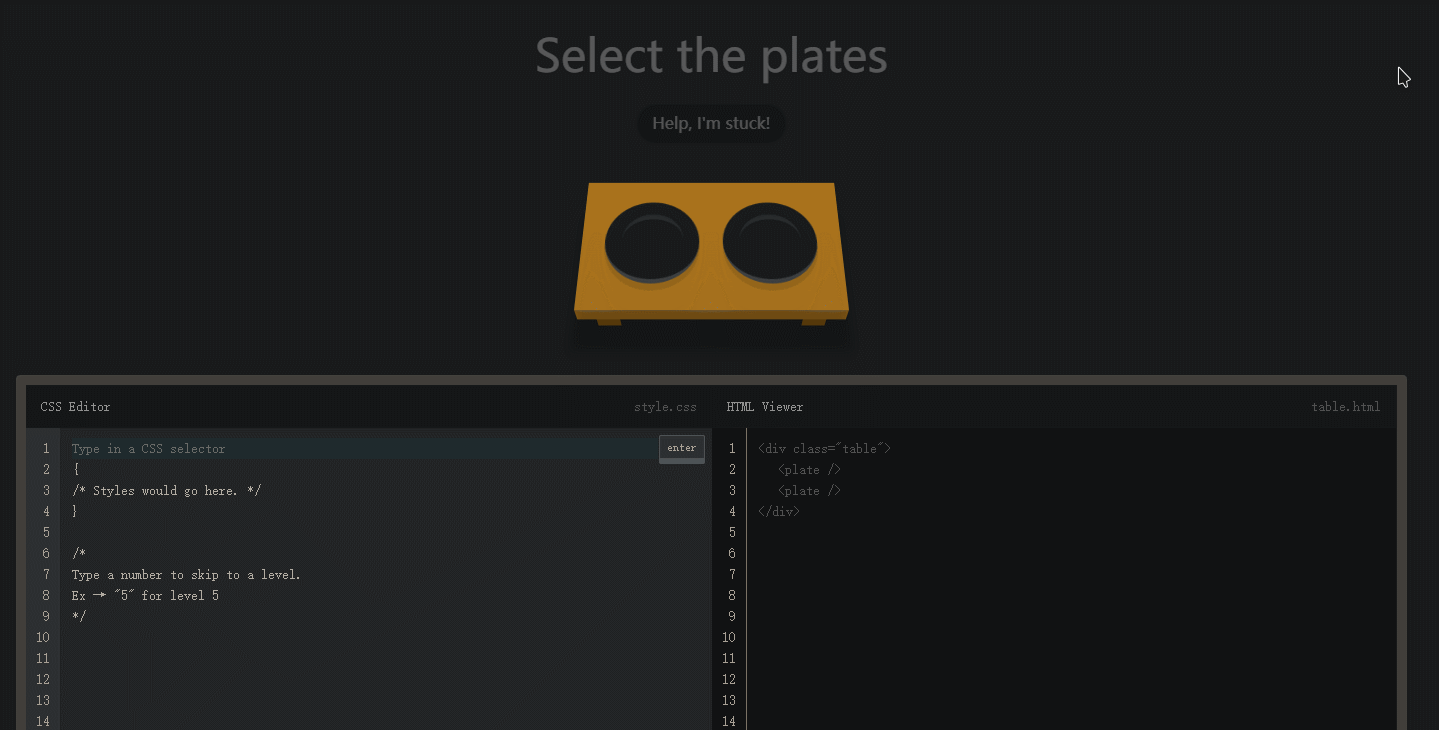 Select the plates
Help, I'm stuck!
CSS Editor style.css
1 Type in a CSS selector enter
2 {
3 /* Styles would go here. */
4 }
5
6 /*
7 Type a number to skip to a level.
8 Ex → "5" for level 5
9 */
10
11
12
13
14
HTML Viewer table.html
1 <div class="table">
2 <plate />
3 <plate />
4 </div>
5
6
7
8
9
10
11
12
13
14